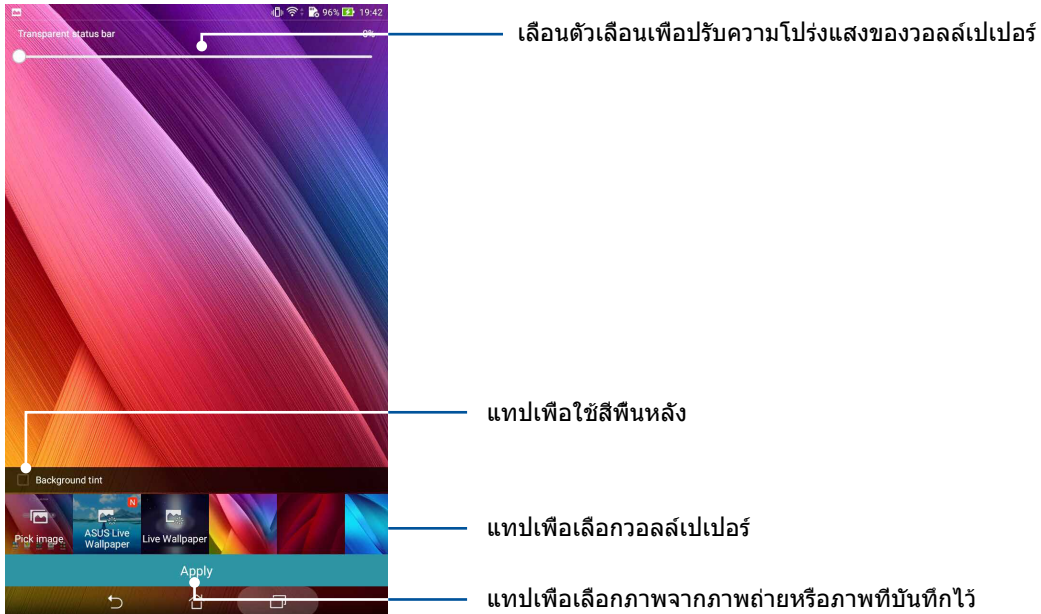 96% 19:42
Transparent status bar 0%
เลื่อนตัวเลื่อนเพื่อปรับความโปร่งแสงของวอลล์เปเปอร์
แทปเพื่อใช้สีพื้นหลัง
Background tint
N
Pick image
ASUS Live
Wallpaper
Live Wallpaper
แทปเพื่อเลือกวอลล์เปเปอร์
Apply
แทปเพื่อเลือกภาพจากภาพถ่ายหรือภาพที่บันทึกไว้